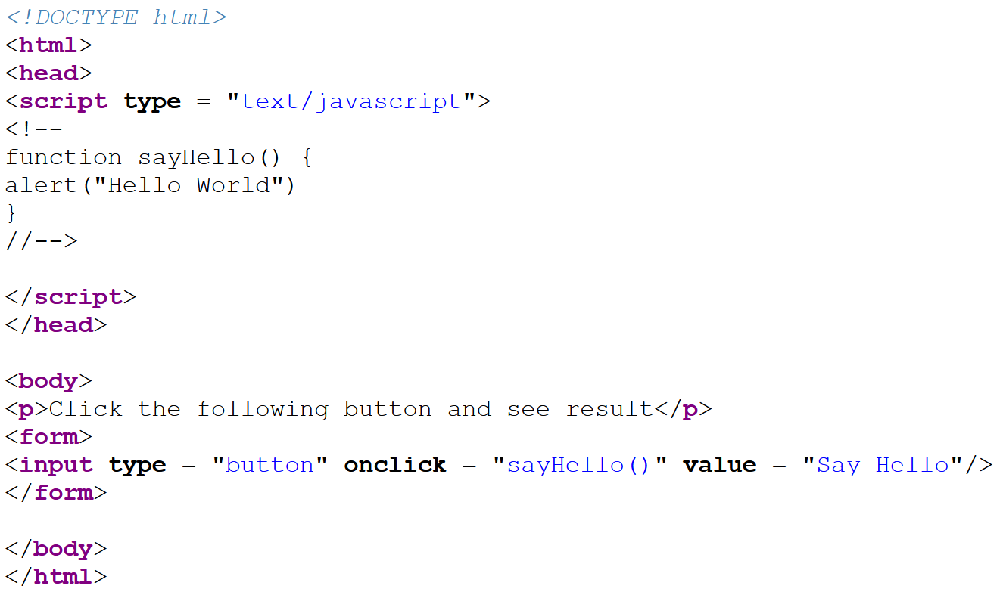 <!DOCTYPE html>
<html>
<head>
<script type = "text/javascript">
<!--
function sayHello() {
alert("Hello World")
}
//-->
</script>
</head>
<body>
<p>Click the following button and see result</p>
<form>
<input type = "button" onclick = "sayHello()" value = "Say Hello"/>
</form>
</body>
</html>